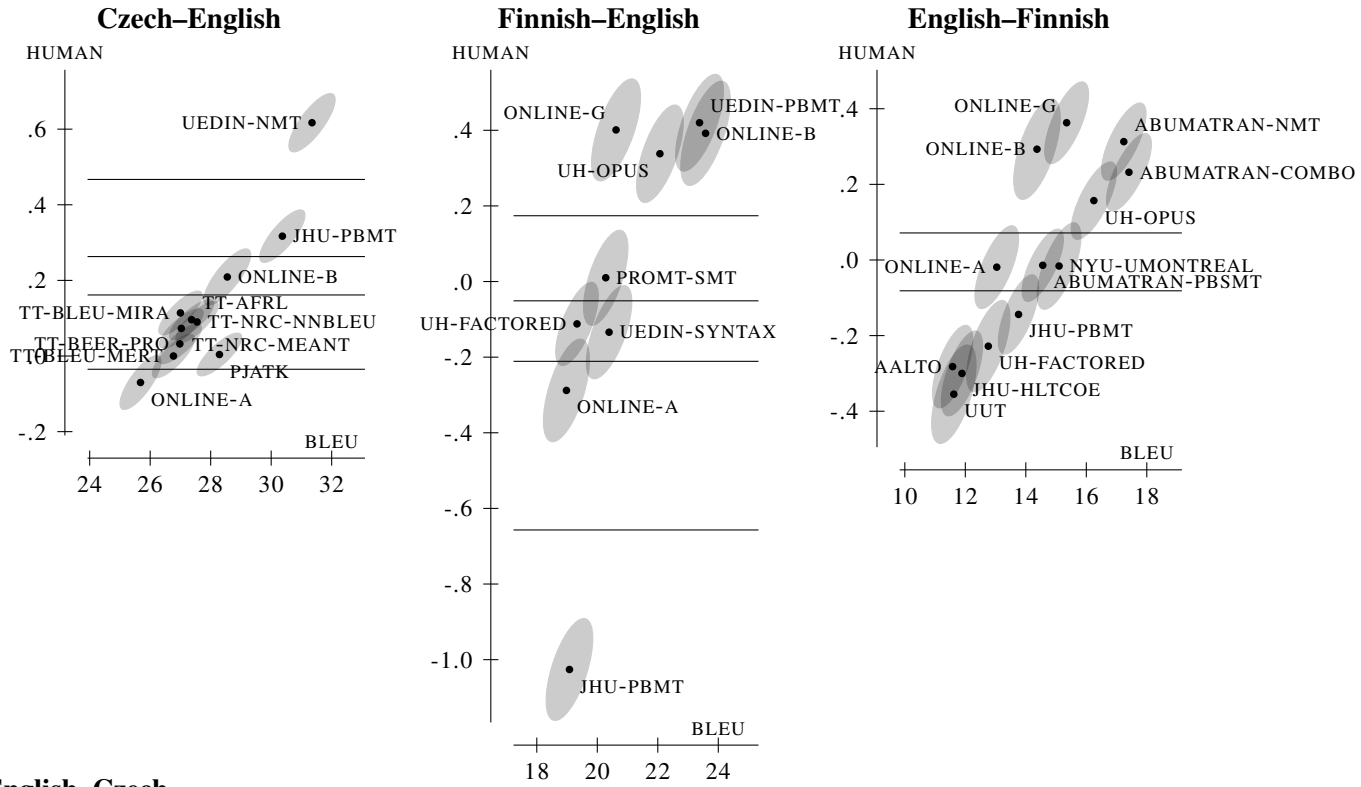 Czech–English
HUMAN
.6
.4
.2
.0
-.2
UEDIN-NMT
JHU-PBMT
ONLINE-B
TT-AFRL
TT-BLEU-MIRA
TT-NRC-NNBLEU
TT-BEER-PRO
TT-NRC-MEANT
TT-BLEU-MERT
PJATK
ONLINE-A
BLEU
24 26 28 30 32
Finnish–English
HUMAN
.4
.2
.0
-.2
-.4
-.6
-.8
-1.0
ONLINE-G
UEDIN-PBMT
ONLINE-B
UH-OPUS
PROMT-SMT
UH-FACTORED
UEDIN-SYNTAX
ONLINE-A
JHU-PBMT
BLEU
18 20 22 24
English–Finnish
HUMAN
.4
.2
.0
-.2
-.4
ONLINE-G
ABUMATRAN-NMT
ONLINE-B
ABUMATRAN-COMBO
UH-OPUS
ONLINE-A
NYU-UMONTREAL
ABUMATRAN-PBSMT
JHU-PBMT
UH-FACTORED
AALTO
JHU-HLTCOE
UUT
BLEU
10 12 14 16 18